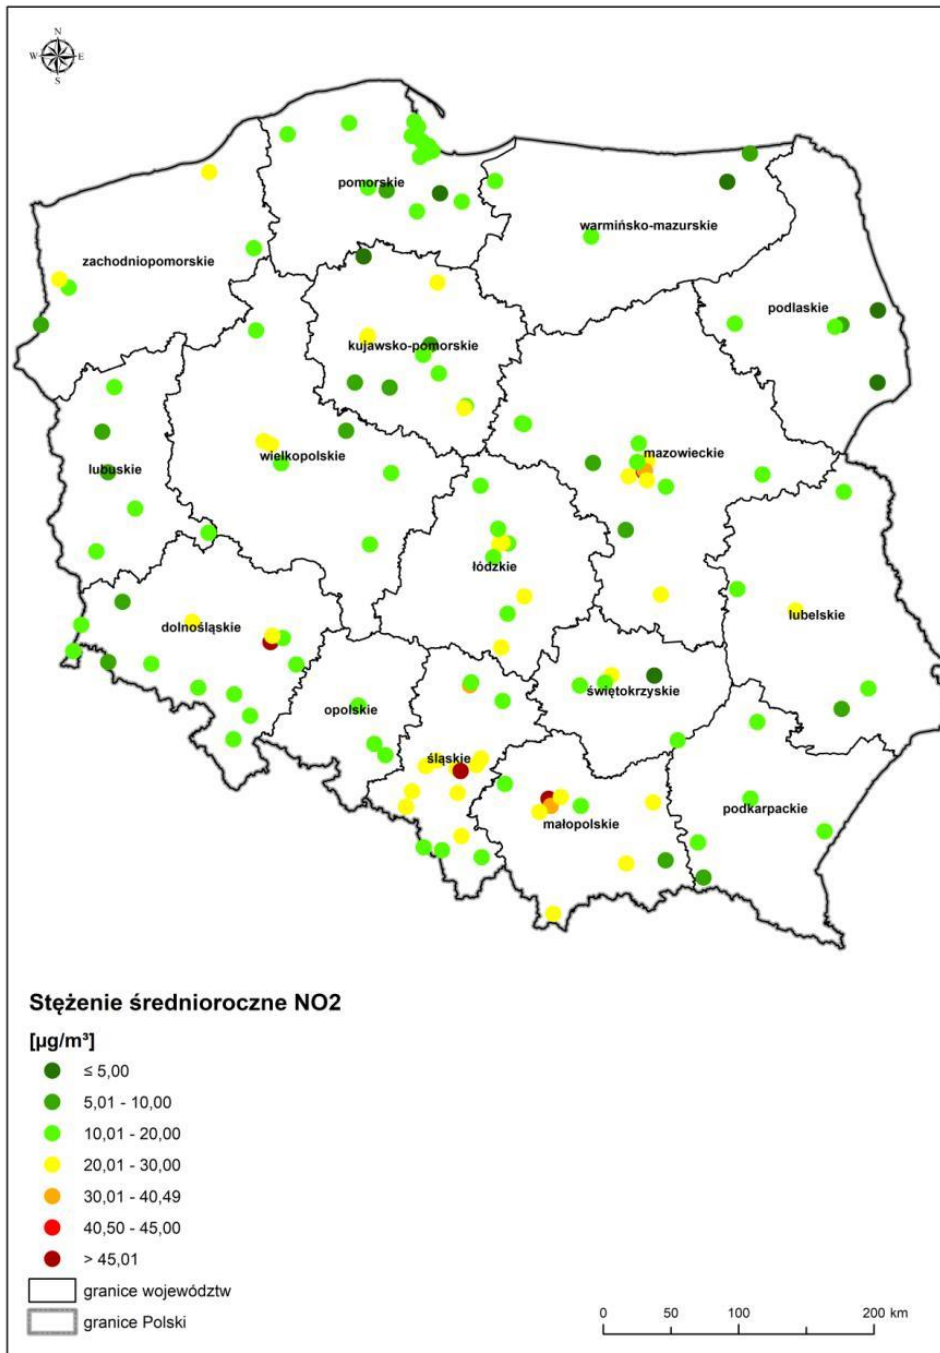 N
W E
S
pomorskie
warmińsko-mazurskie
zachodniopomorskie
podlaskie
kujawsko-pomorskie
mazowieckie
wielkopolskie
lubuskie
łódzkie
lubelskie
dolnośląskie
świętokrzyskie
opolskie
śląskie
podkarpackie
małopolskie
Stężenie średnioroczne NO2
[µg/m³]
≤ 5,00
5,01 - 10,00
10,01 - 20,00
20,01 - 30,00
30,01 - 40,49
40,50 - 45,00
> 45,01
granice województw
granice Polski
0 50 100 200 km